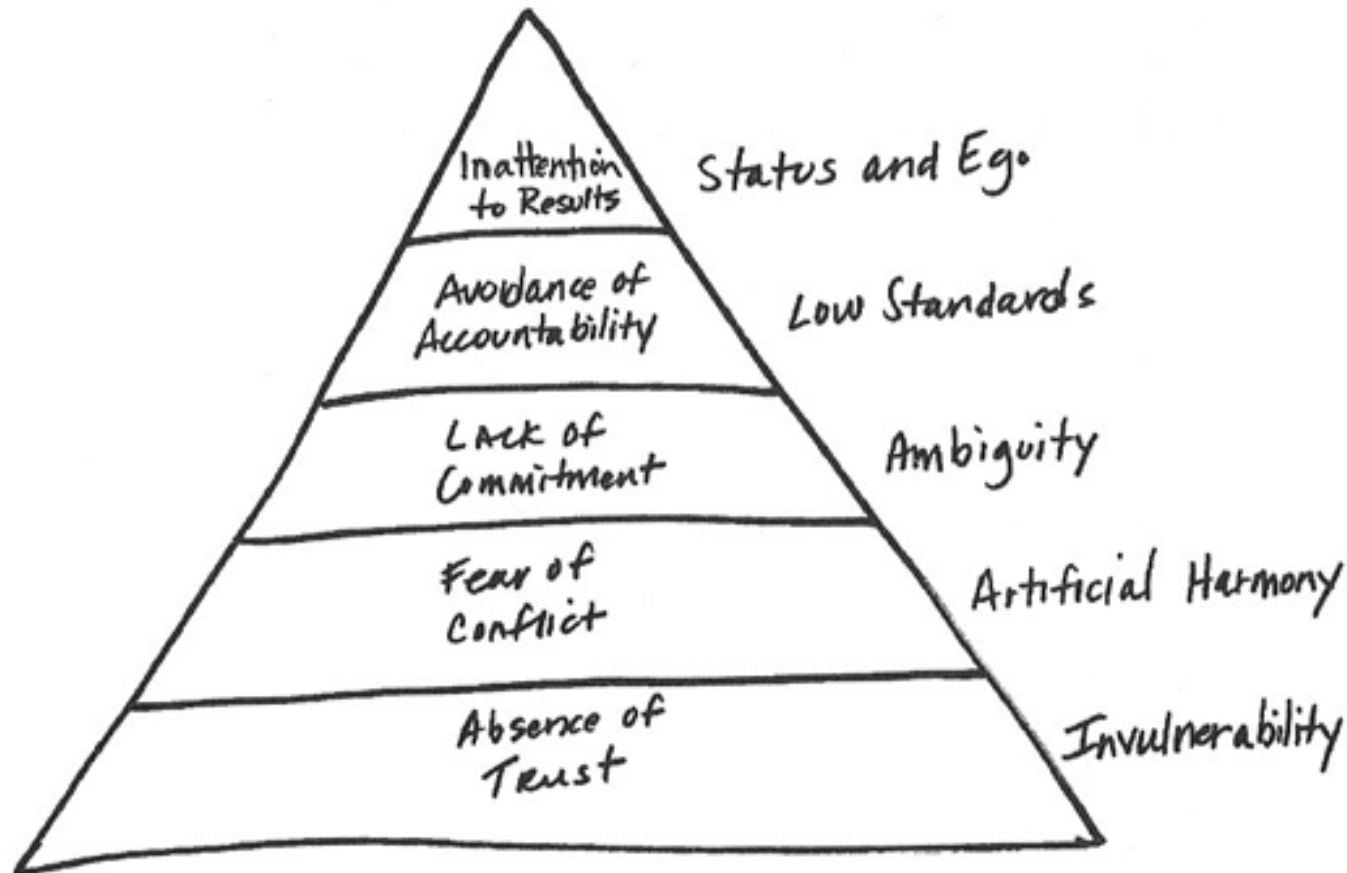 Inattention
to Results
Status and Ego
Avoidance of
Accountability
Low Standards
Lack of
Commitment
Ambiguity
Fear of
Conflict
Artificial Harmony
Absence of
Trust
Invulnerability